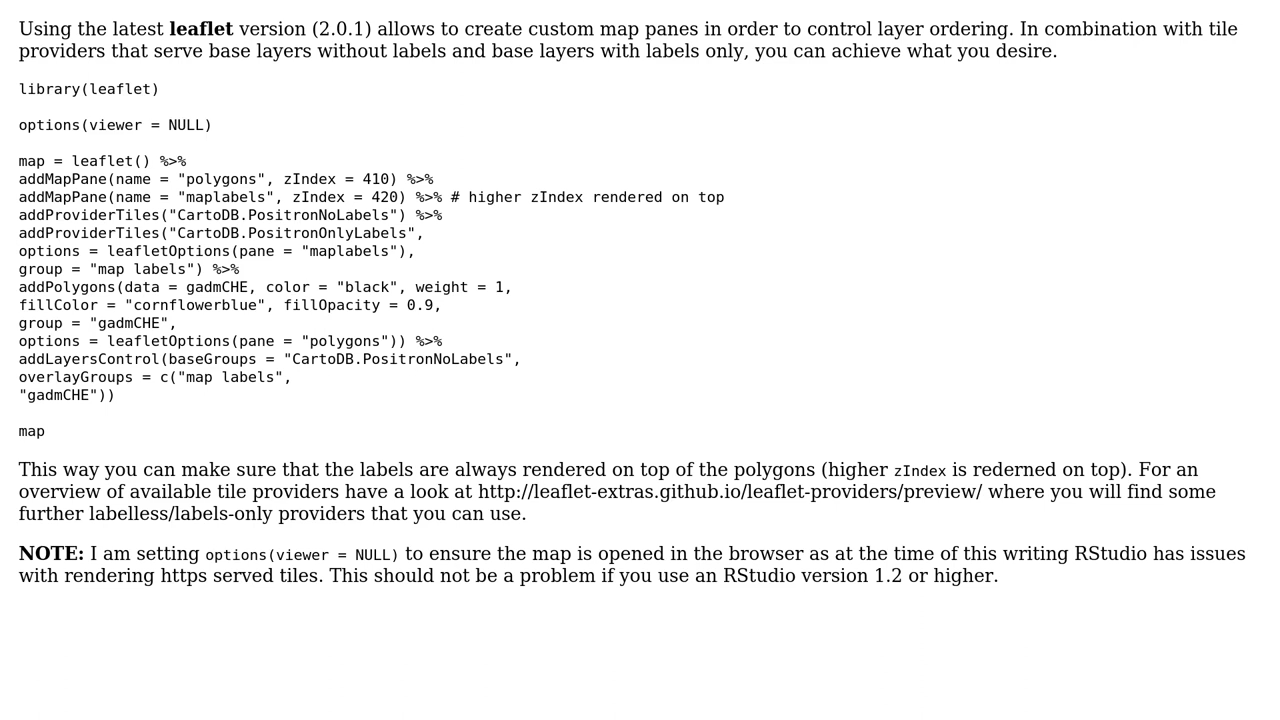 Using the latest leaflet version (2.0.1) allows to create custom map panes in order to control layer ordering. In combination with tile
providers that serve base layers without labels and base layers with labels only, you can achieve what you desire.
library(leaflet)
options(viewer = NULL)
map = leaflet() %>%
addMapPane(name = "polygons", zIndex = 410) %>%
addMapPane(name = "maplabels", zIndex = 420) %>% # higher zIndex rendered on top
addProviderTiles("CartoDB.PositronNoLabels") %>%
addProviderTiles("CartoDB.PositronOnlyLabels",
options = leafletOptions(pane = "maplabels"),
group = "map labels") %>%
addPolygons(data = gadmCHE, color = "black", weight = 1,
fillColor = "cornflowerblue", fillOpacity = 0.9,
group = "gadmCHE",
options = leafletOptions(pane = "polygons")) %>%
addLayersControl(baseGroups = "CartoDB.PositronNoLabels",
overlayGroups = c("map labels",
"gadmCHE"))
map
This way you can make sure that the labels are always rendered on top of the polygons (higher zIndex is rederned on top). For an
overview of available tile providers have a look at http://leaflet-extras.github.io/leaflet-providers/preview/ where you will find some
further labelless/labels-only providers that you can use.
NOTE: I am setting options(viewer = NULL) to ensure the map is opened in the browser as at the time of this writing RStudio has issues
with rendering https served tiles. This should not be a problem if you use an RStudio version 1.2 or higher.